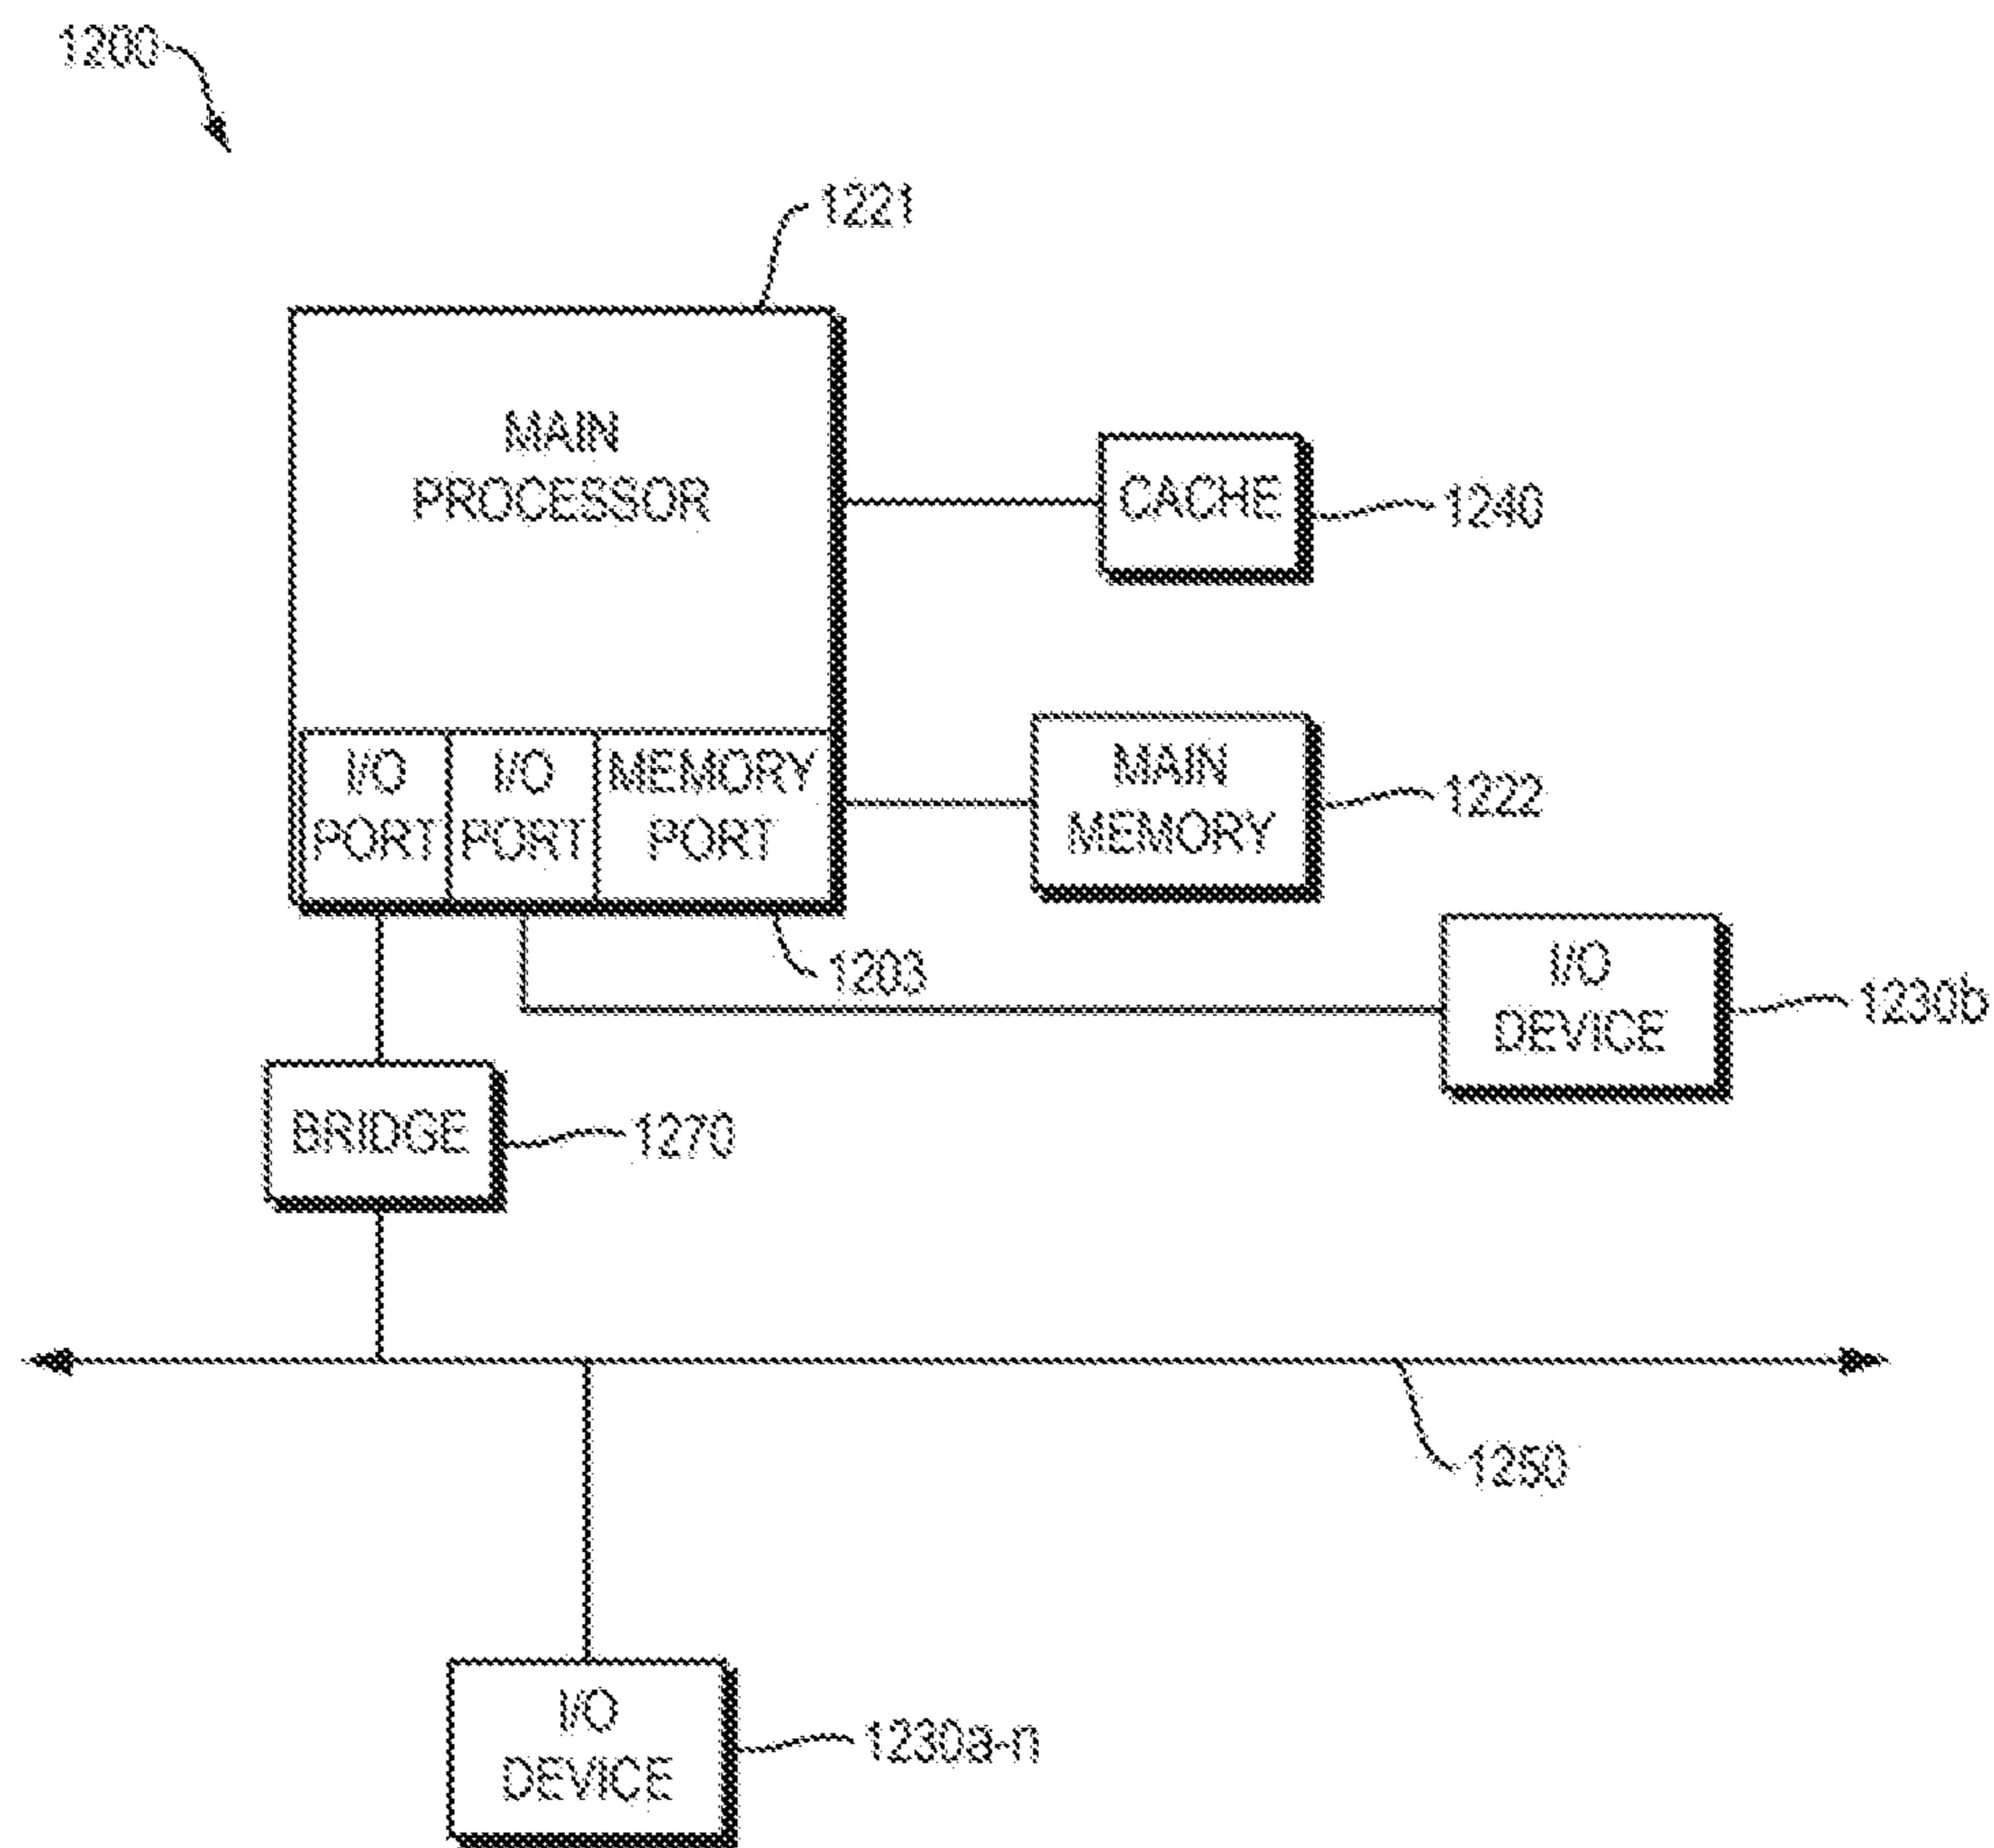 1200
1221
MAIN
PROCESSOR
CACHE
1240
I/O
PORT
I/O
PORT
MEMORY
PORT
MAIN
MEMORY
1222
1203
I/O
DEVICE
1230b
BRIDGE
1270
1250
I/O
DEVICE
1230a-n